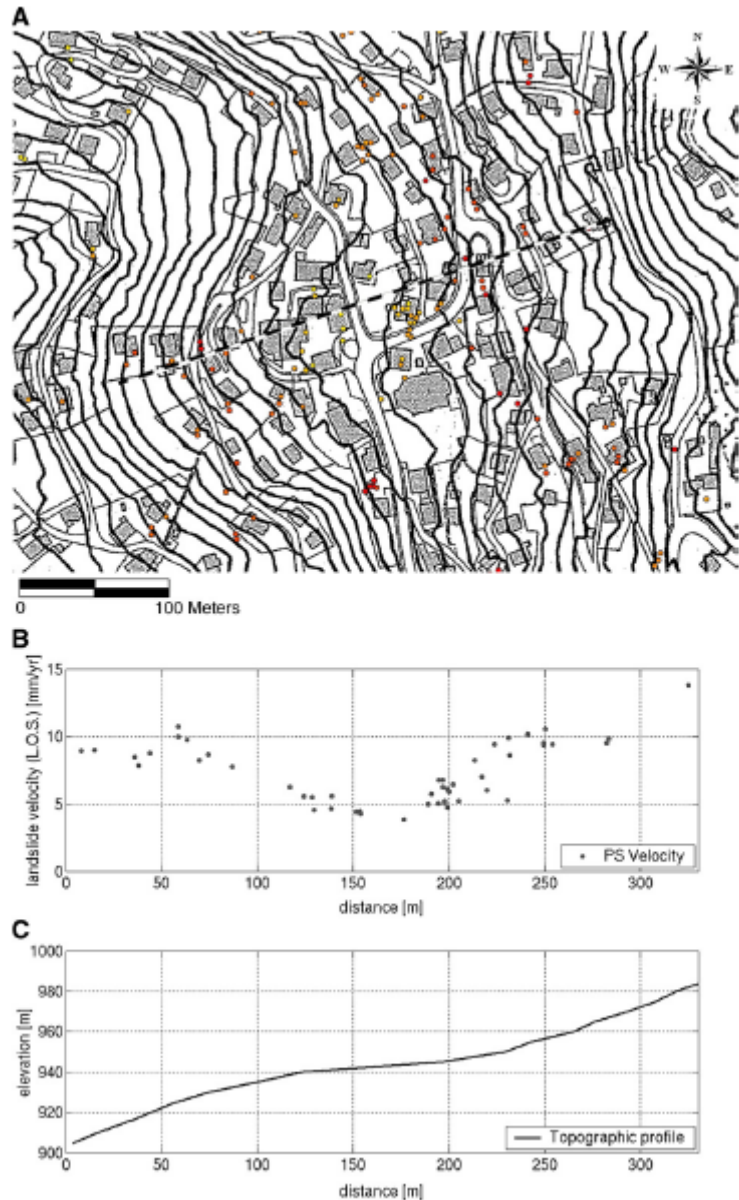 A
N
W E
S
0 100 Meters
B
landslide velocity (L.O.S.) [mm/yr]
15
10
5
0
PS Velocity
0 50 100 150 200 250 300
distance [m]
C
elevation [m]
1000
980
960
940
920
900
Topographic profile
0 50 100 150 200 250 300
distance [m]